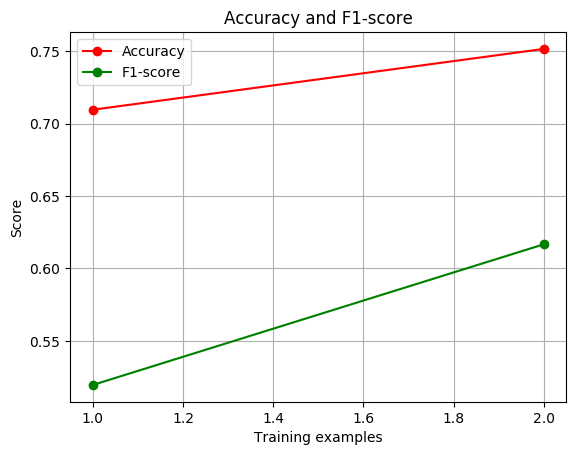 Accuracy and F1-score
Accuracy
F1-score
0.75
0.70
0.65
0.60
0.55
Score
1.0 1.2 1.4 1.6 1.8 2.0
Training examples